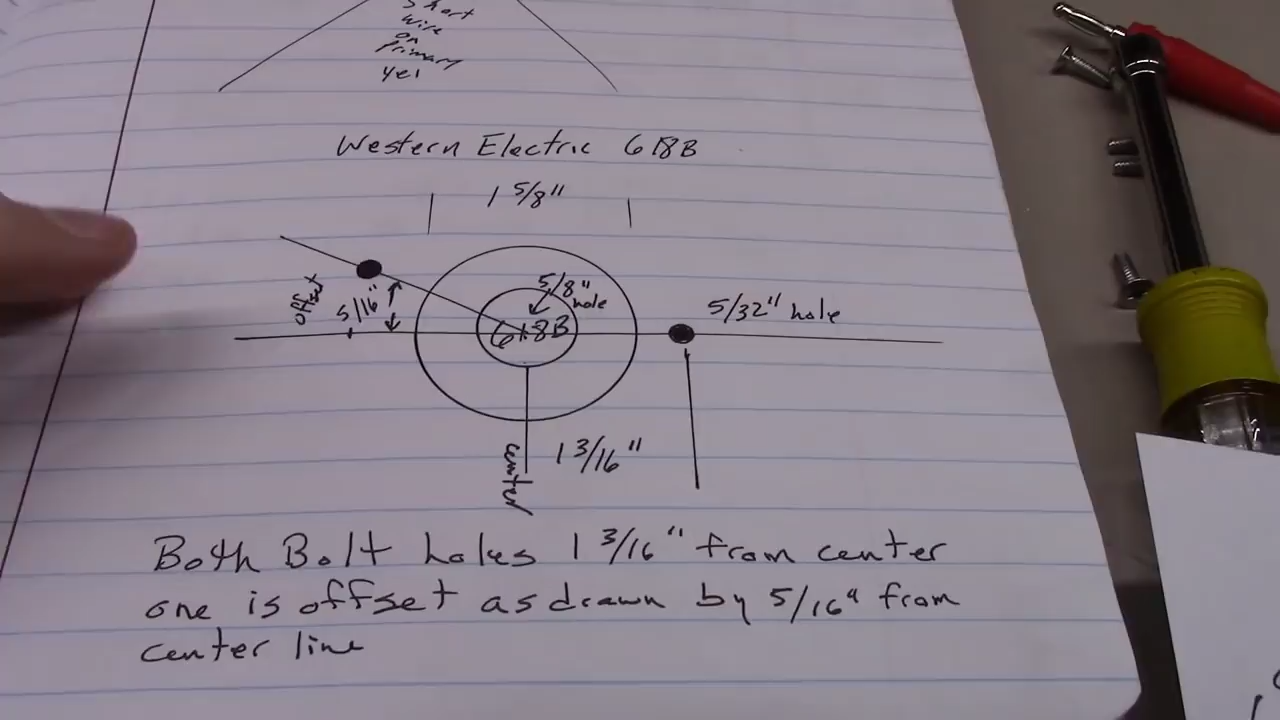 Short
wire
on
primary
yes
Western Electric 618B
1 5/8"
offset
5/16"
5/8"
hole
618B
5/32" hole
center
1 3/16"
Both Bolt holes 1 3/16" from center
one is offset as drawn by 5/16" from
center line